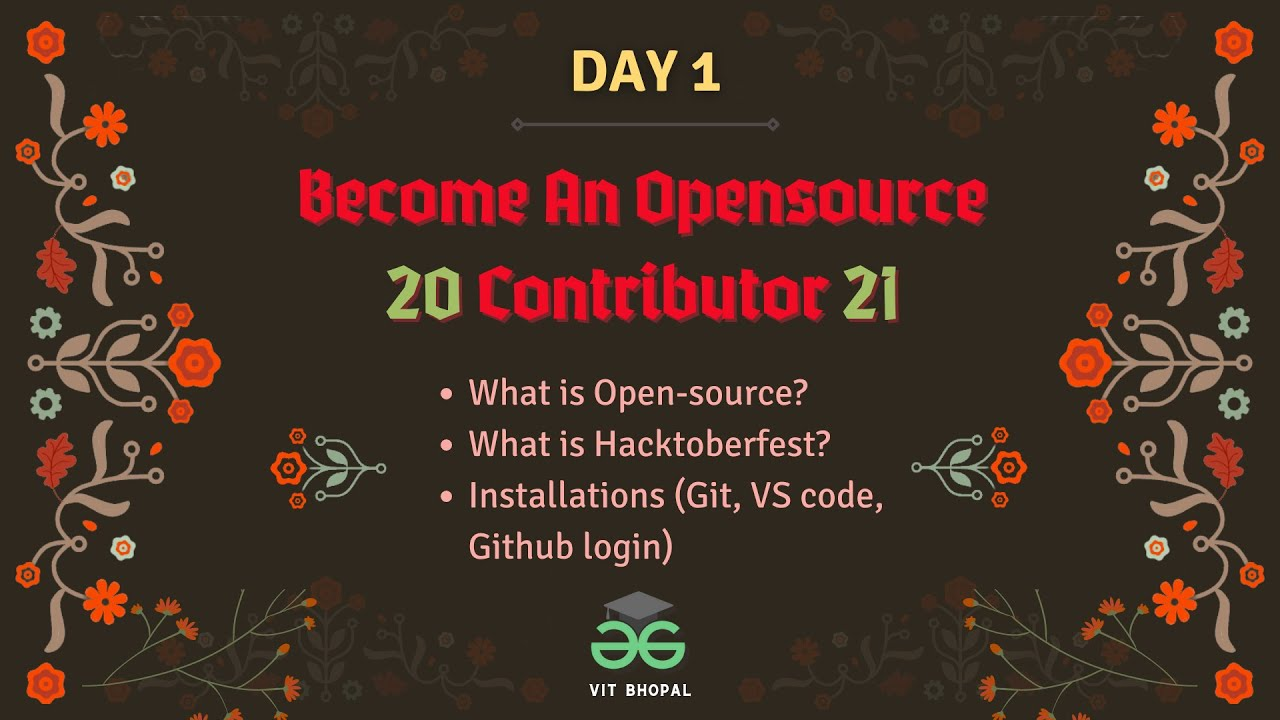 DAY 1
Become An Opensource
20 Contributor 21
• What is Open-source?
• What is Hacktoberfest?
• Installations (Git, VS code,
Github login)
VIT BHOPAL